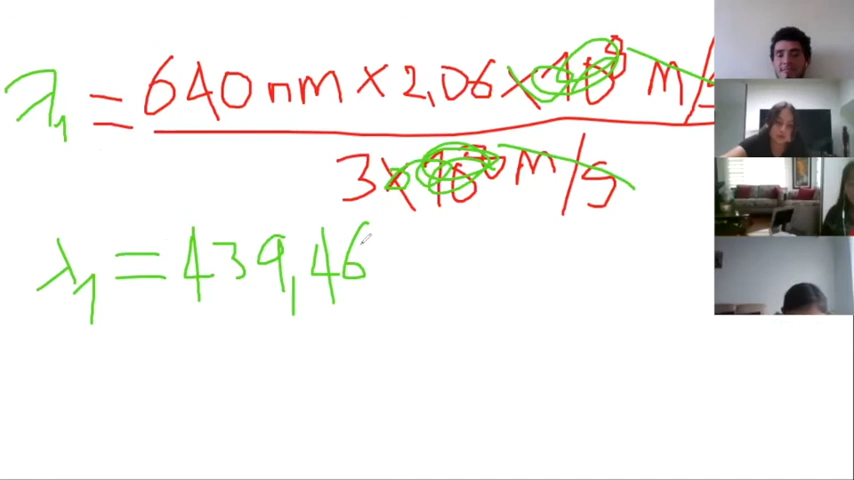 λ₁ = 640 nm × 2,06 × 10⁸ m/s
3 × 10⁸ m/s
λ₁ = 439,46